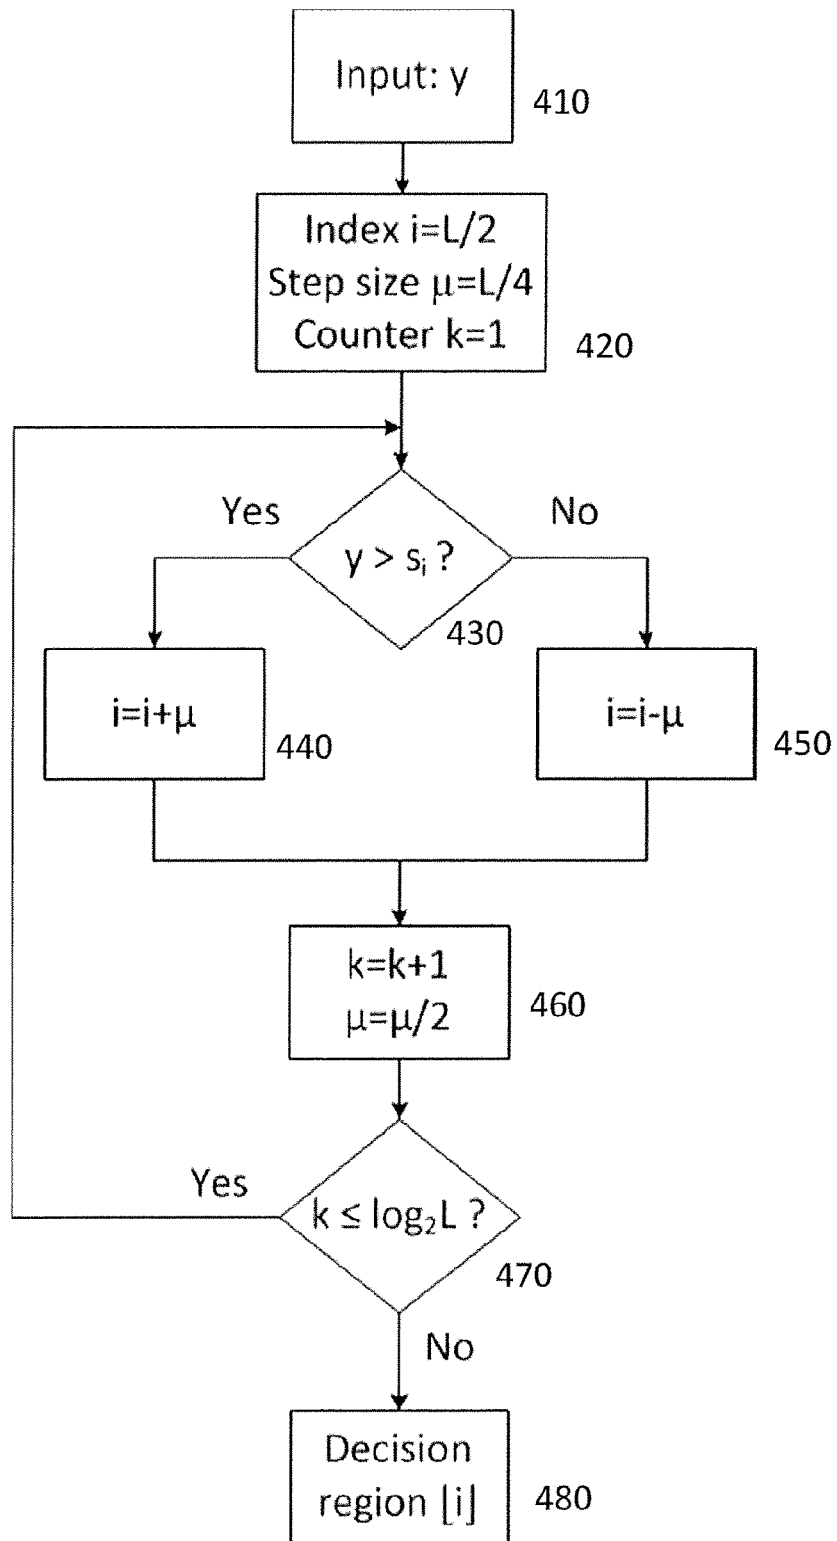 Input: y
410
Index i=L/2
Step size μ=L/4
Counter k=1
420
Yes
No
y > sᵢ ?
430
i=i+μ
440
i=i-μ
450
k=k+1
μ=μ/2
460
Yes
k ≤ log₂L ?
470
No
Decision
region ⌊i⌋
480